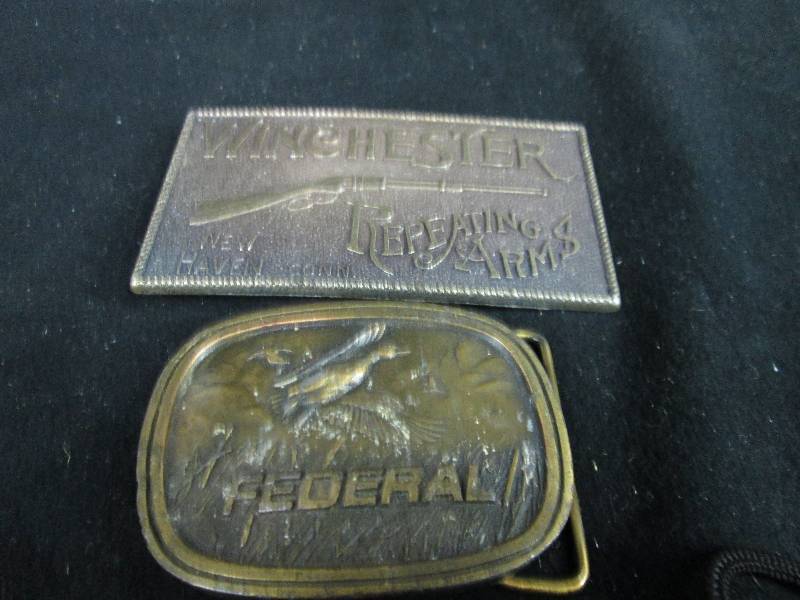 WINCHESTER
REPEATING
ARMS
NEW
HAVEN CONN.
FEDERAL